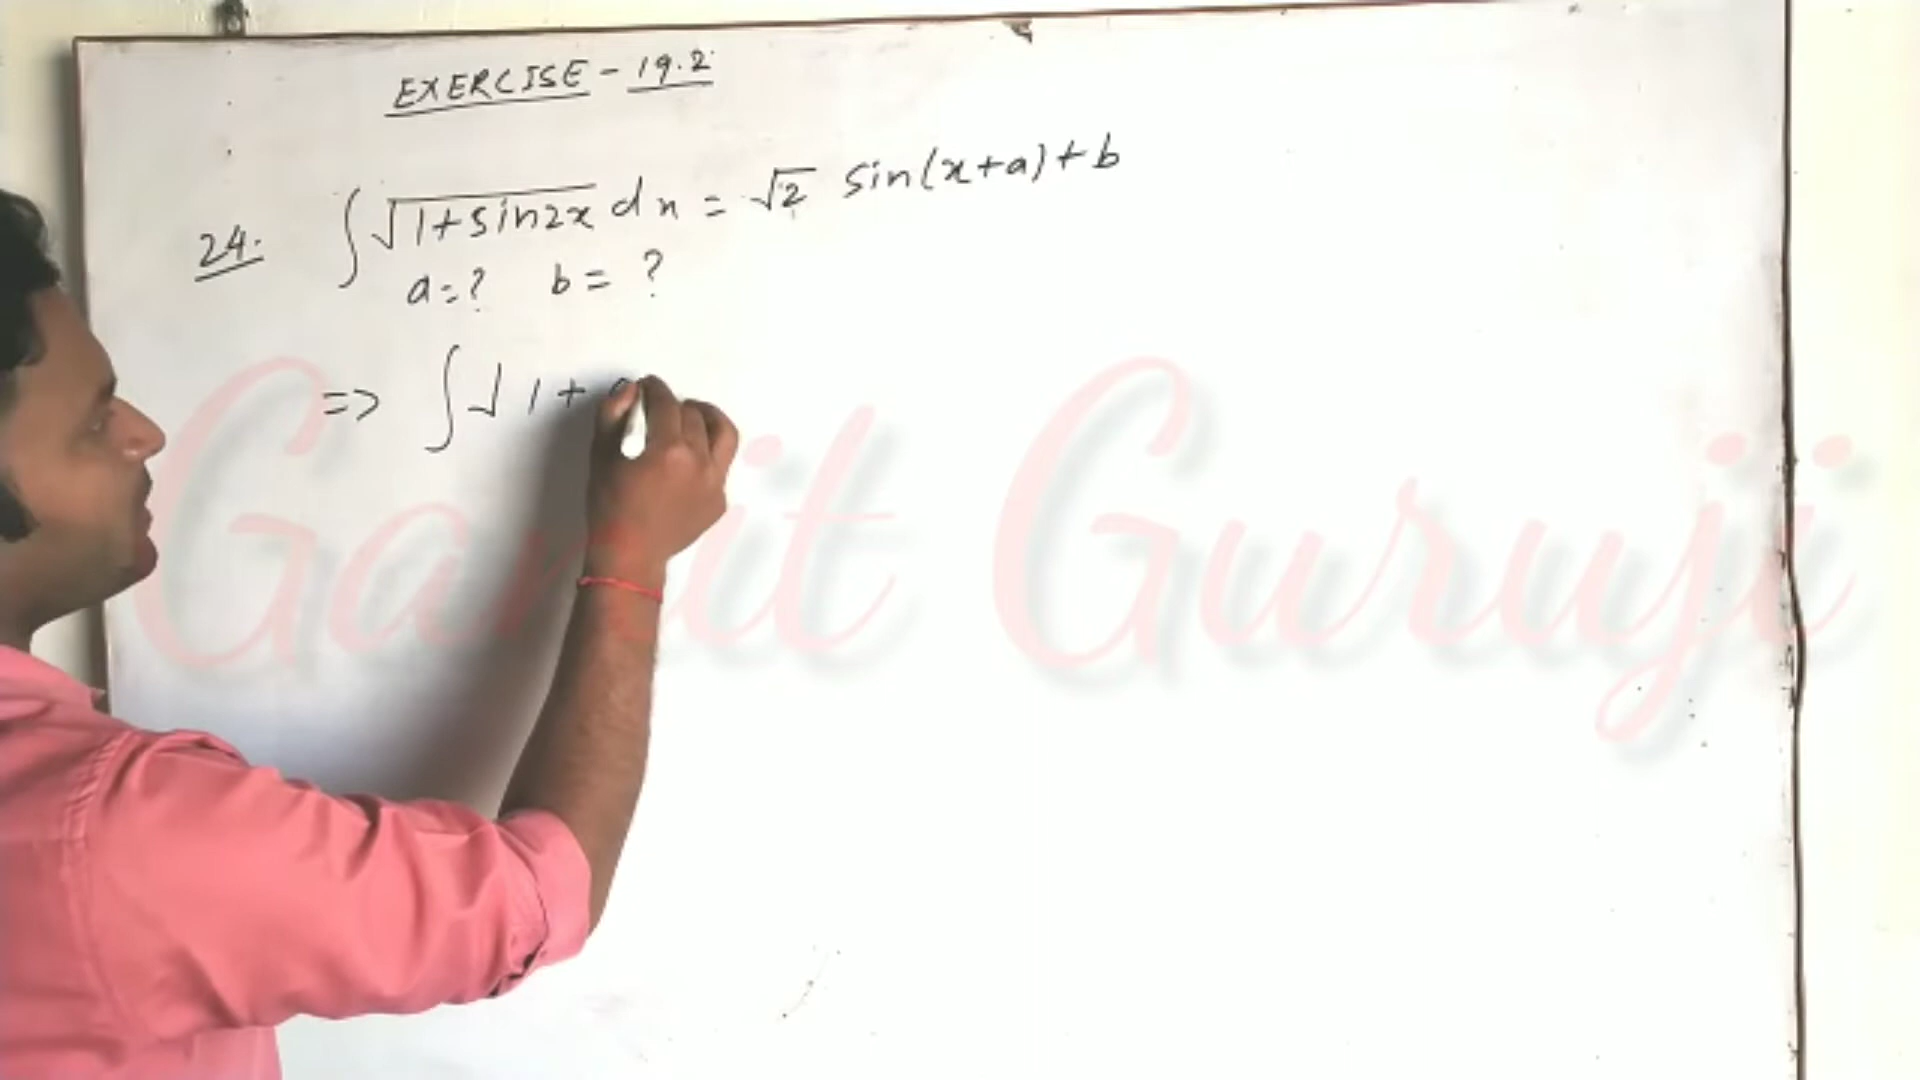 EXERCISE - 19.2
24. ∫√1+sin2x dx = √2 sin(x+a)+b
a=? b= ?
=> ∫√ 1 +
Ganit Guruji